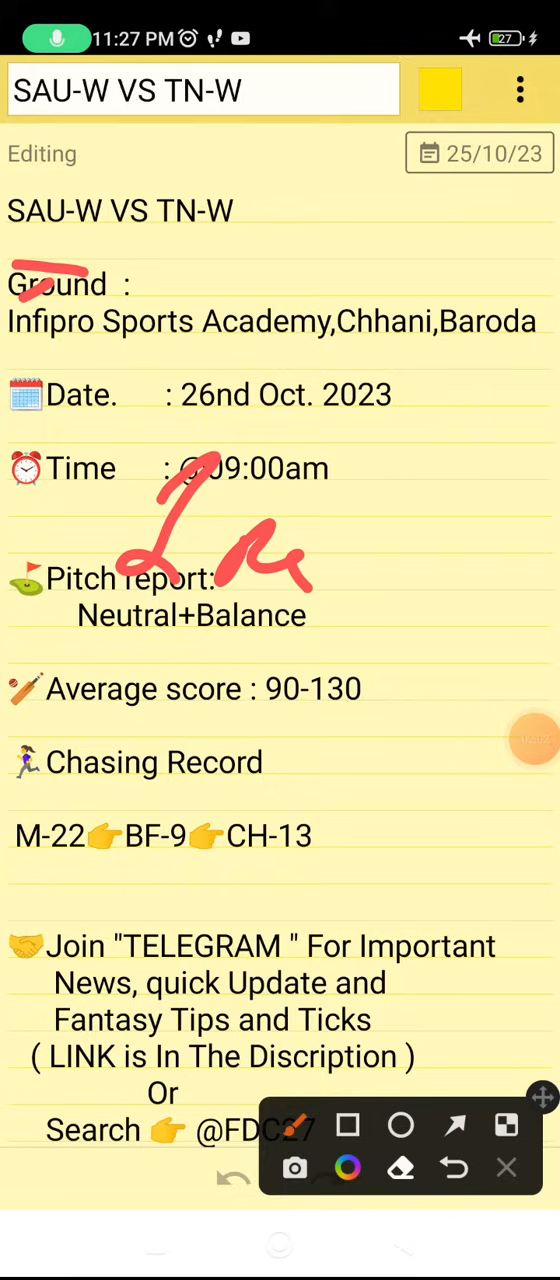 11:27 PM
27
SAU-W VS TN-W
Editing
25/10/23
SAU-W VS TN-W
Ground :
Infipro Sports Academy,Chhani,Baroda
Date. : 26nd Oct. 2023
Time : @09:00am
Pitch report:
Neutral+Balance
Average score : 90-130
Chasing Record
M-22👉BF-9👉CH-13
Join "TELEGRAM " For Important
News, quick Update and
Fantasy Tips and Ticks
( LINK is In The Discription )
Or
Search 👉 @FDC27